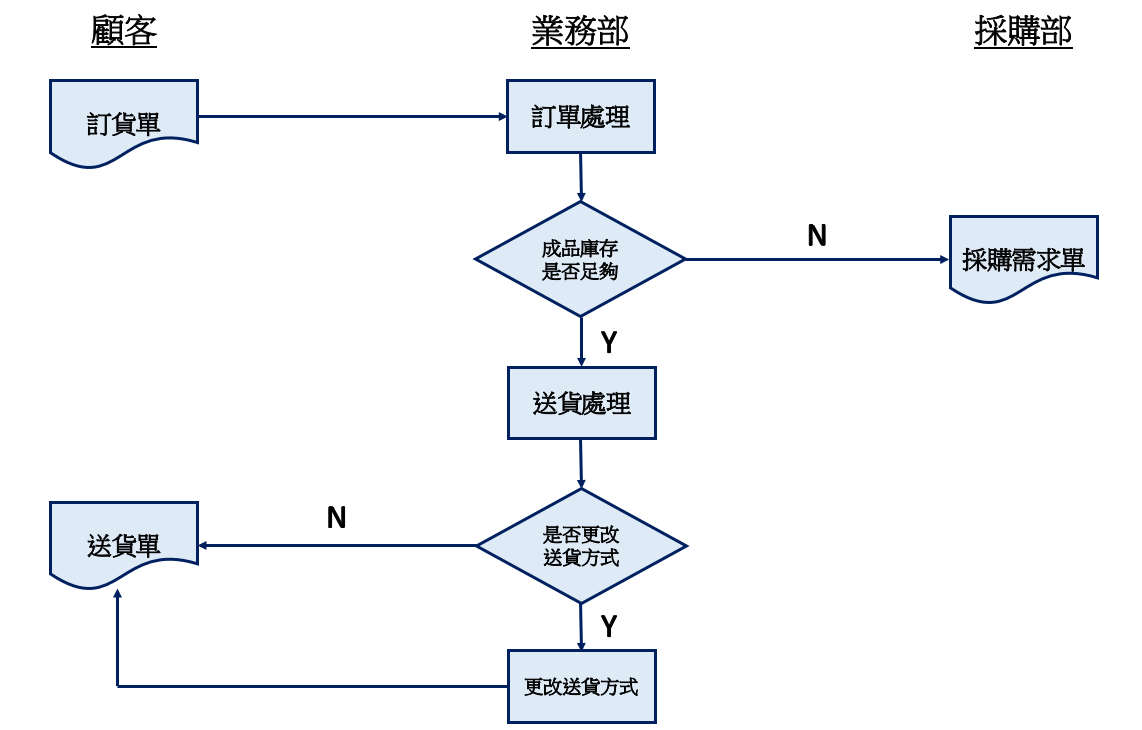 顧客
業務部
採購部
訂貨單
訂單處理
成品庫存
是否足夠
N
採購需求單
Y
送貨處理
送貨單
N
是否更改
送貨方式
Y
更改送貨方式